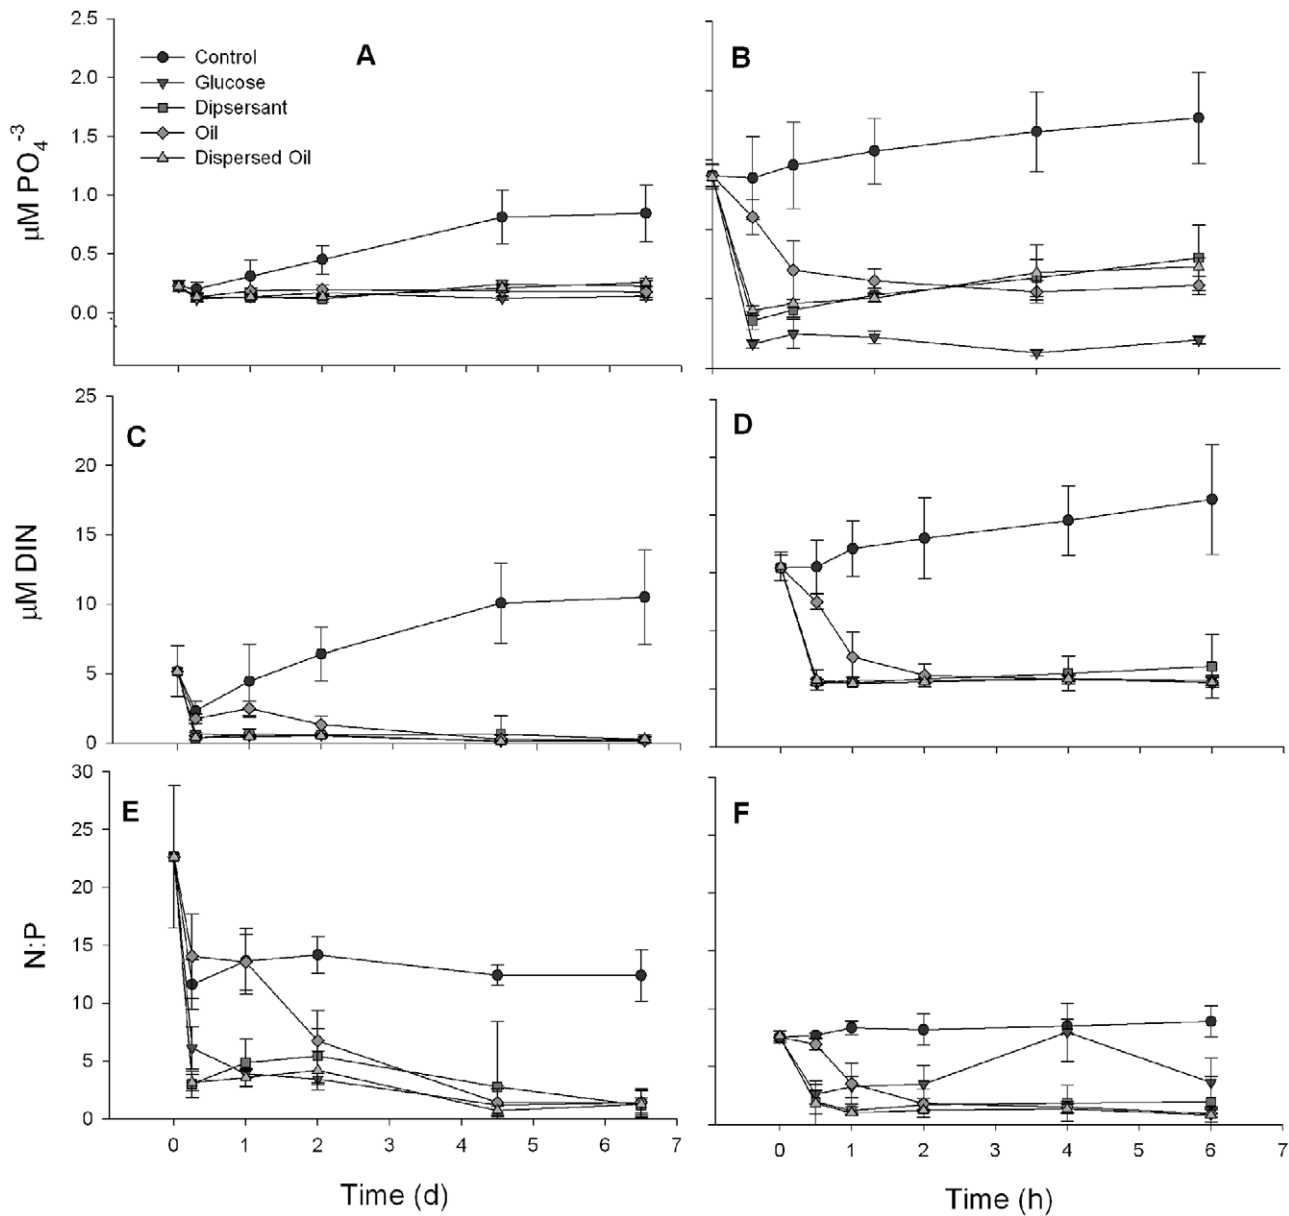 2.5
2.0
1.5
1.0
0.5
0.0
µM PO4-3
A
Control
Glucose
Dipsersant
Oil
Dispersed Oil
B
25
20
15
10
5
0
µM DIN
C
D
30
25
20
15
10
5
0
N:P
E
F
0 1 2 3 4 5 6 7
Time (d)
0 1 2 3 4 5 6 7
Time (h)